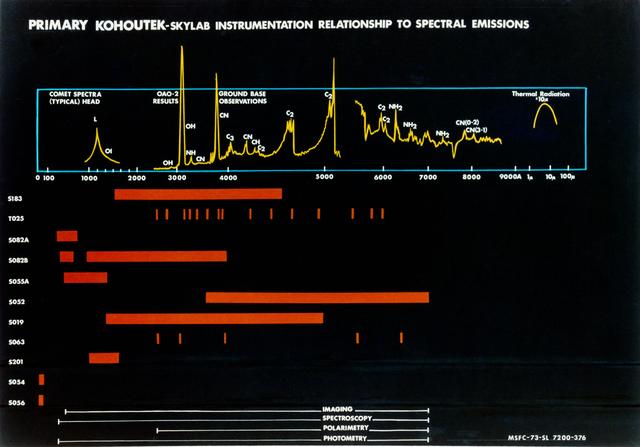 PRIMARY KOHOUTEK-SKYLAB INSTRUMENTATION RELATIONSHIP TO SPECTRAL EMISSIONS
COMET SPECTRA (TYPICAL) HEAD
OAO-2 RESULTS
GROUND BASE OBSERVATIONS
Thermal Radiation
~10µ
L
OI
OH
OH
NH
CN
CN
C3
CN
CH
C2
C2
C2
C2
C2
NH2
NH2
NH2
CN(0-2)
CN(3-1)
0 100 1000 2000 3000 4000 5000 6000 7000 8000 9000A 1µ 10µ 100µ
S183
T025
S082A
S082B
S055A
S052
S019
S063
S201
S054
S056
IMAGING
SPECTROSCOPY
POLARIMETRY
PHOTOMETRY
MSFC-73-SL 7200-376